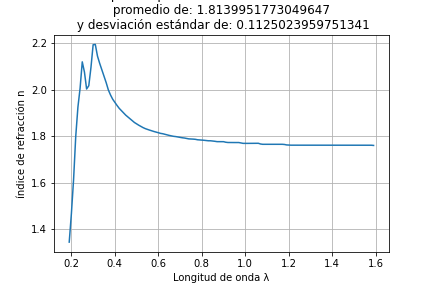 promedio de: 1.8139951773049647
y desviación estándar de: 0.1125023959751341
2.2
2.0
1.8
1.6
1.4
índice de refracción n
0.2 0.4 0.6 0.8 1.0 1.2 1.4 1.6
Longitud de onda λ